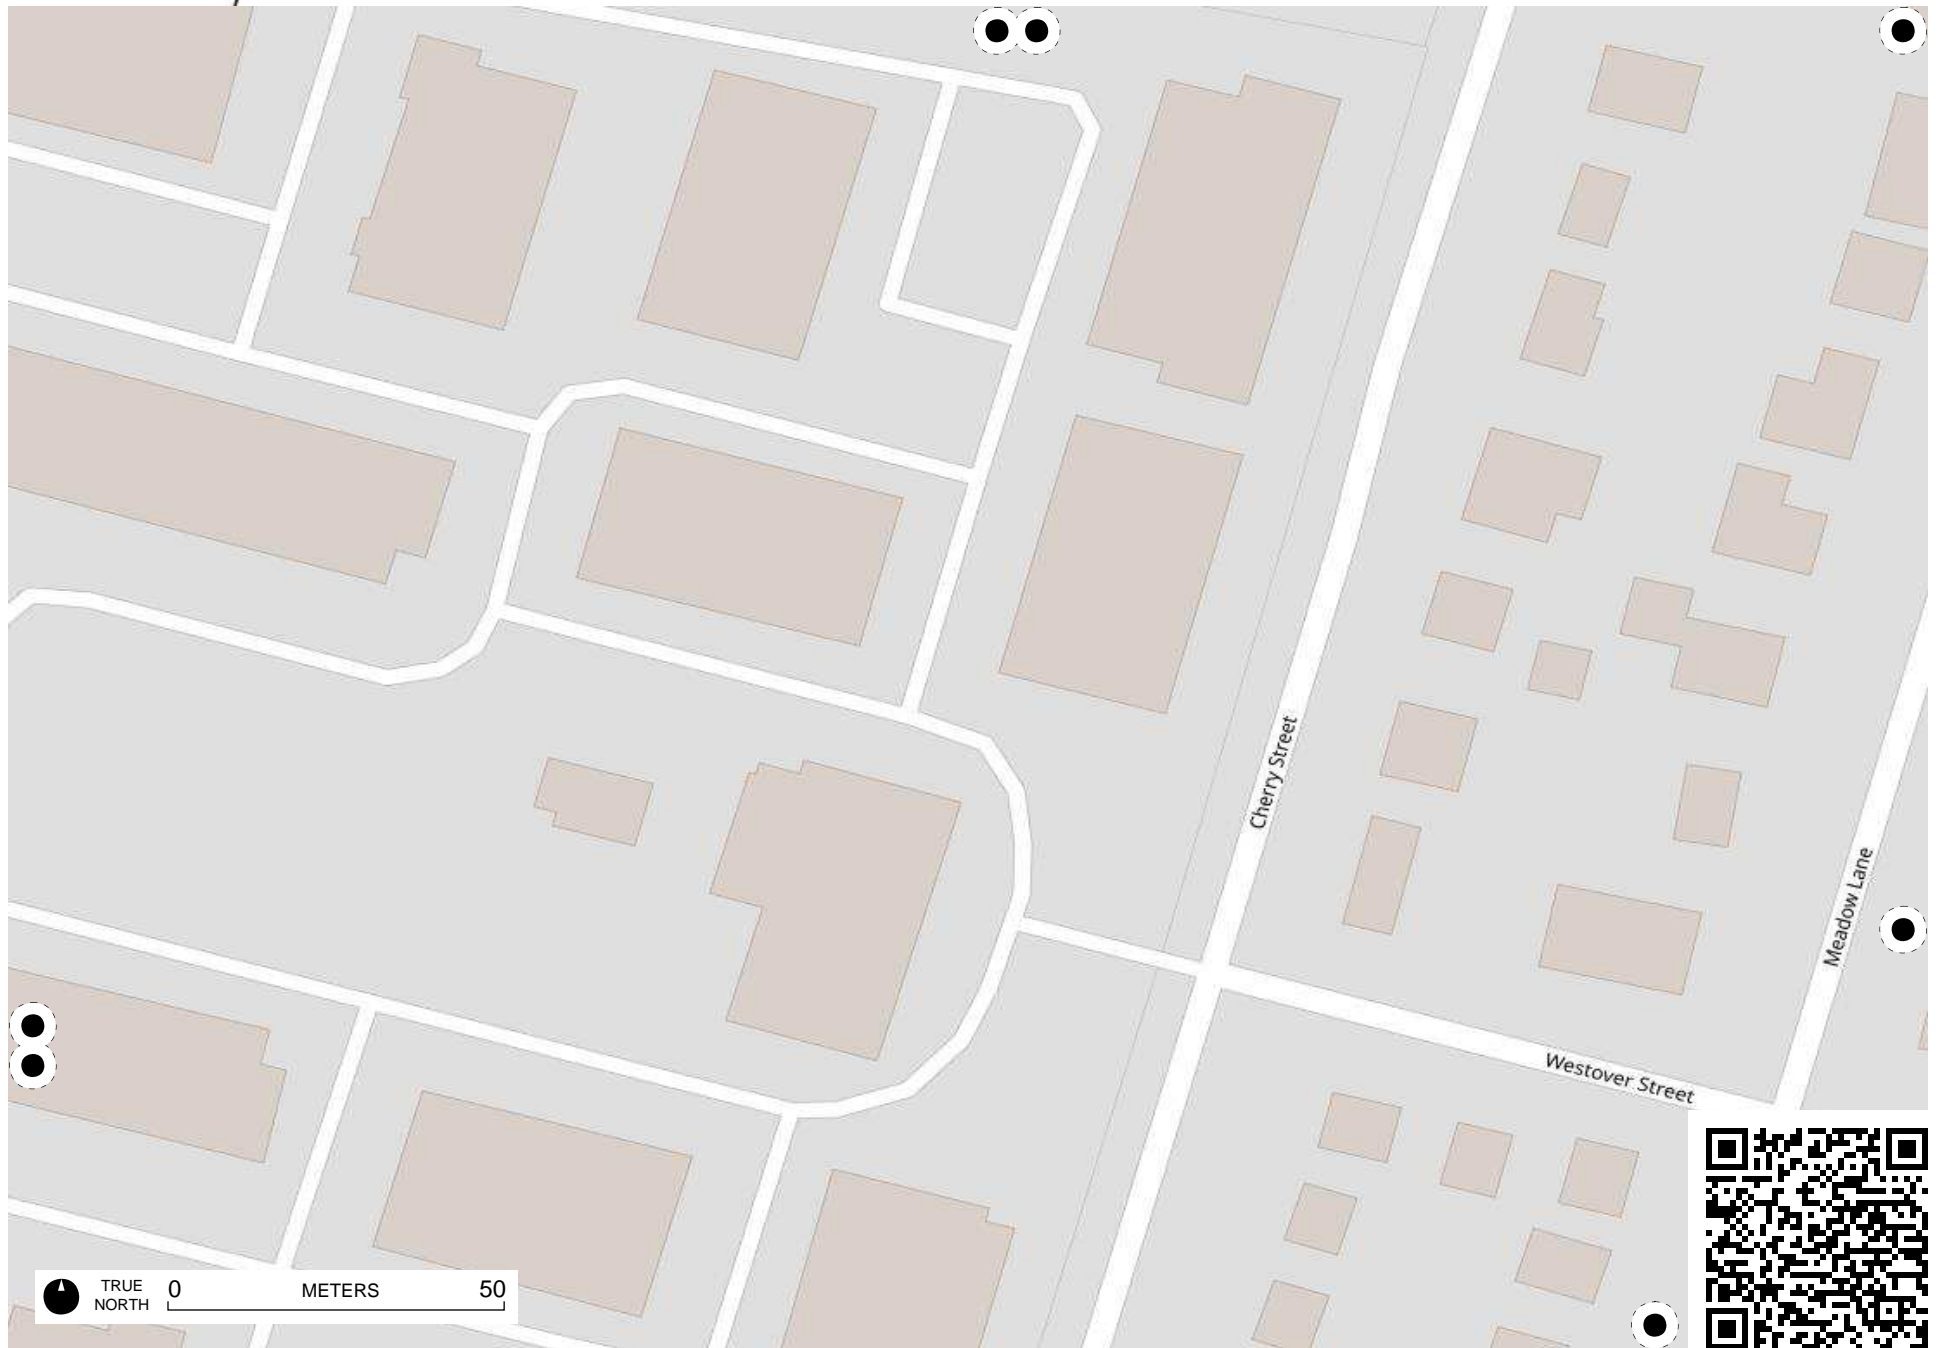 Cherry Street
Meadow Lane
Westover Street
TRUE
NORTH
0 METERS 50